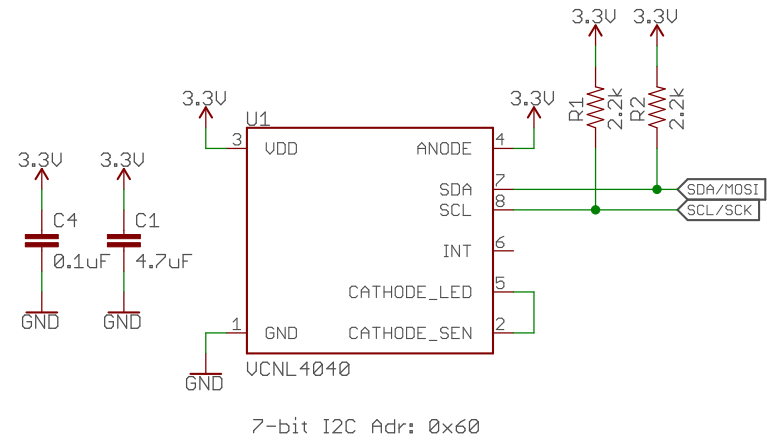 3.3V
3.3V
R1
2.2k
R2
2.2k
3.3V
3.3V
U1
3
VDD
ANODE
4
3.3V
3.3V
SDA
7
SDA/MOSI
SCL
8
SCL/SCK
C4
0.1uF
C1
4.7uF
INT
6
CATHODE_LED
5
GND
GND
1
GND
CATHODE_SEN
2
GND
VCNL4040
7-bit I2C Adr: 0x60